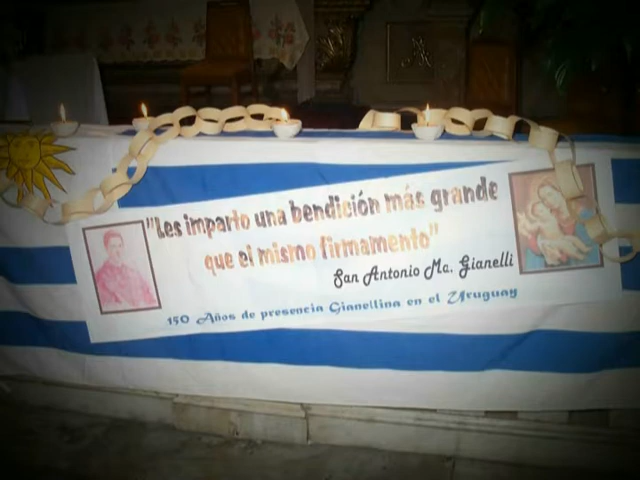 "Les imparto una bendición más grande
que el mismo firmamento"
San Antonio Ma. Gianelli
150 Años de presencia Gianellina en el Uruguay